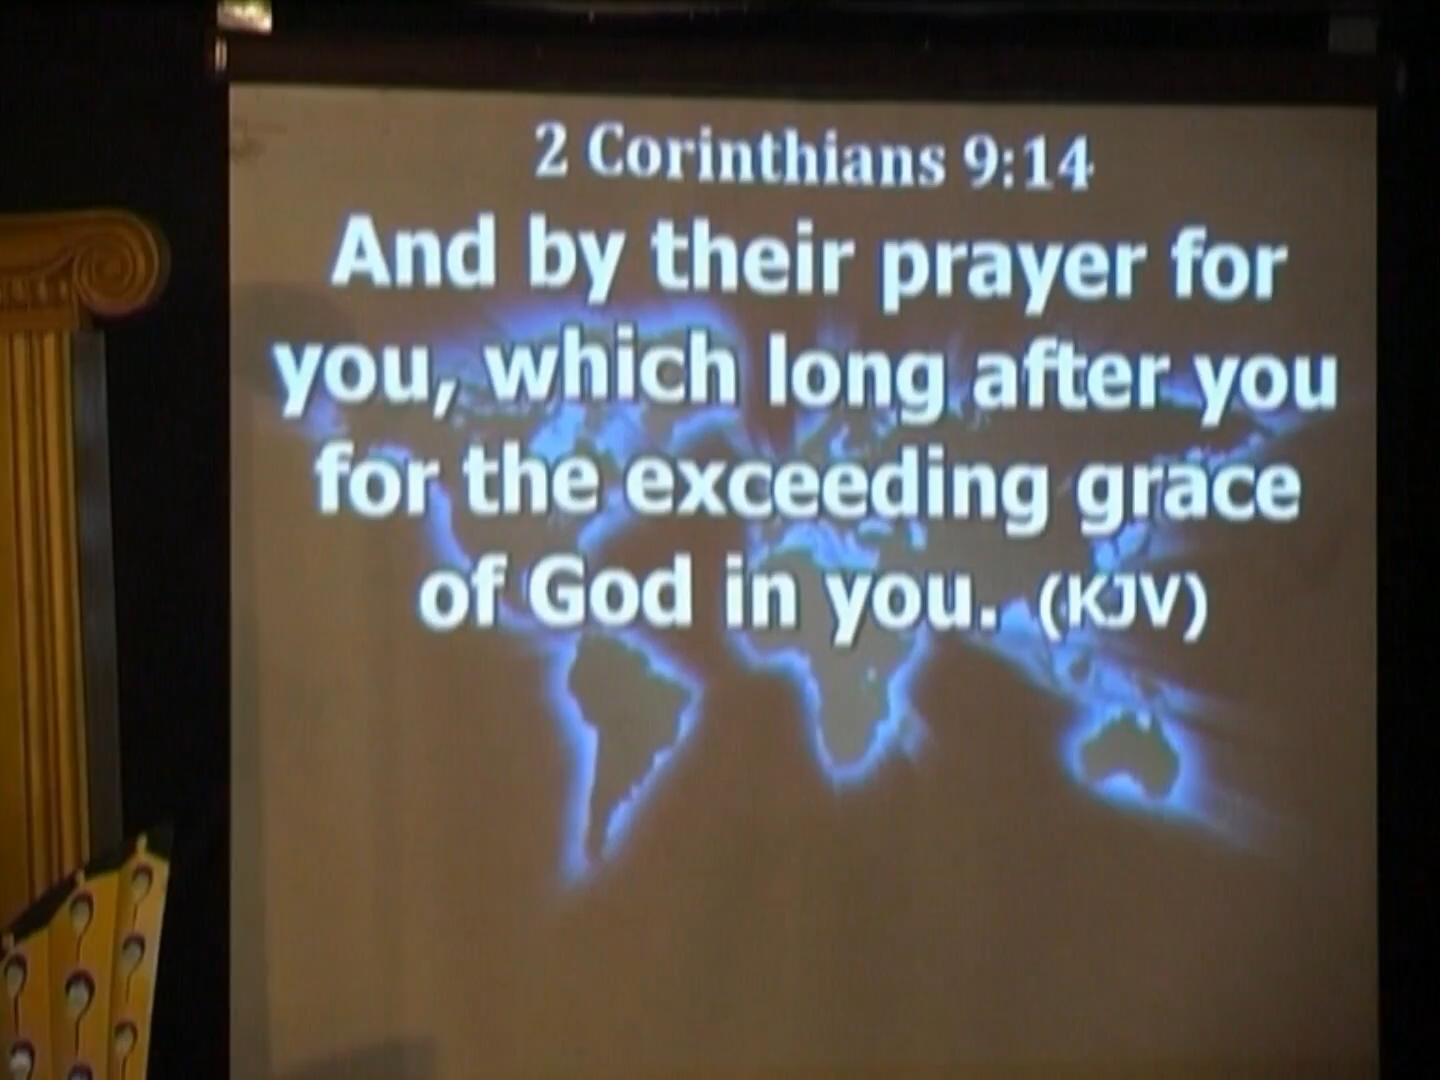 2 Corinthians 9:14
And by their prayer for
you, which long after you
for the exceeding grace
of God in you. (KJV)